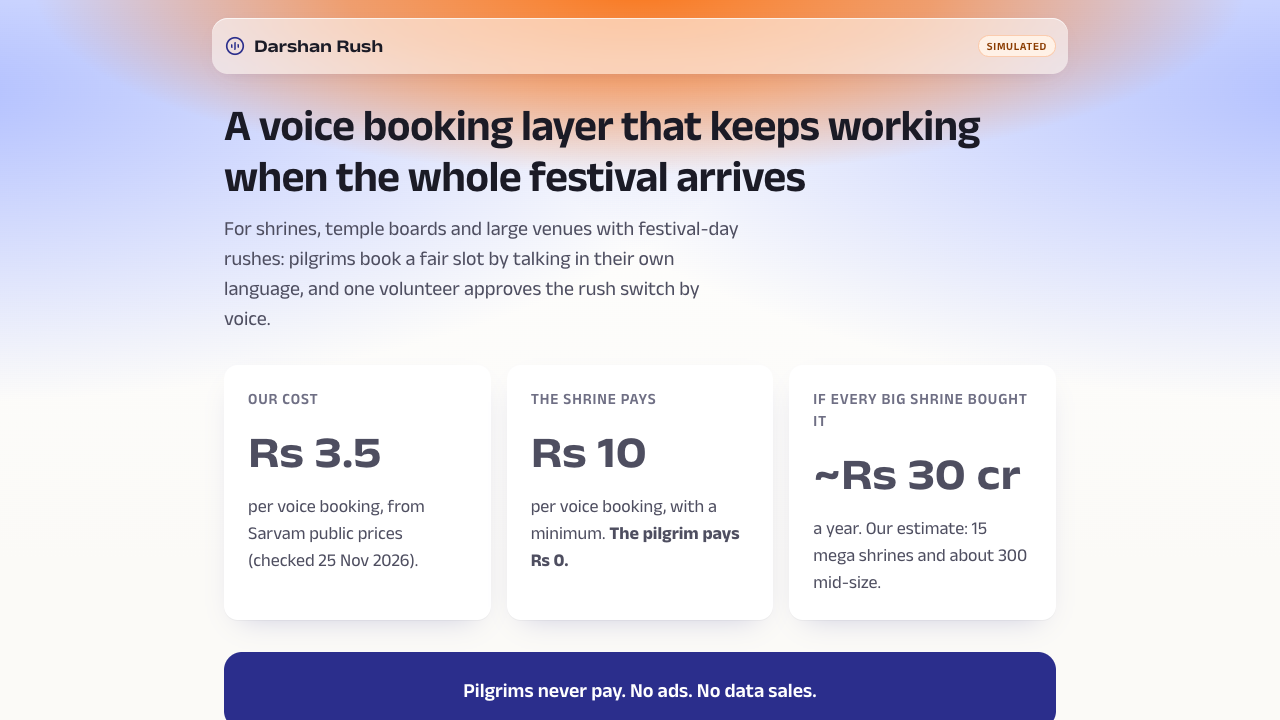 Darshan Rush
SIMULATED
A voice booking layer that keeps working
when the whole festival arrives
For shrines, temple boards and large venues with festival-day
rushes: pilgrims book a fair slot by talking in their own
language, and one volunteer approves the rush switch by
voice.
OUR COST
Rs 3.5
per voice booking, from
Sarvam public prices
(checked 25 Nov 2026).
THE SHRINE PAYS
Rs 10
per voice booking, with a
minimum. The pilgrim pays
Rs 0.
IF EVERY BIG SHRINE BOUGHT
IT
~Rs 30 cr
a year. Our estimate: 15
mega shrines and about 300
mid-size.
Pilgrims never pay. No ads. No data sales.